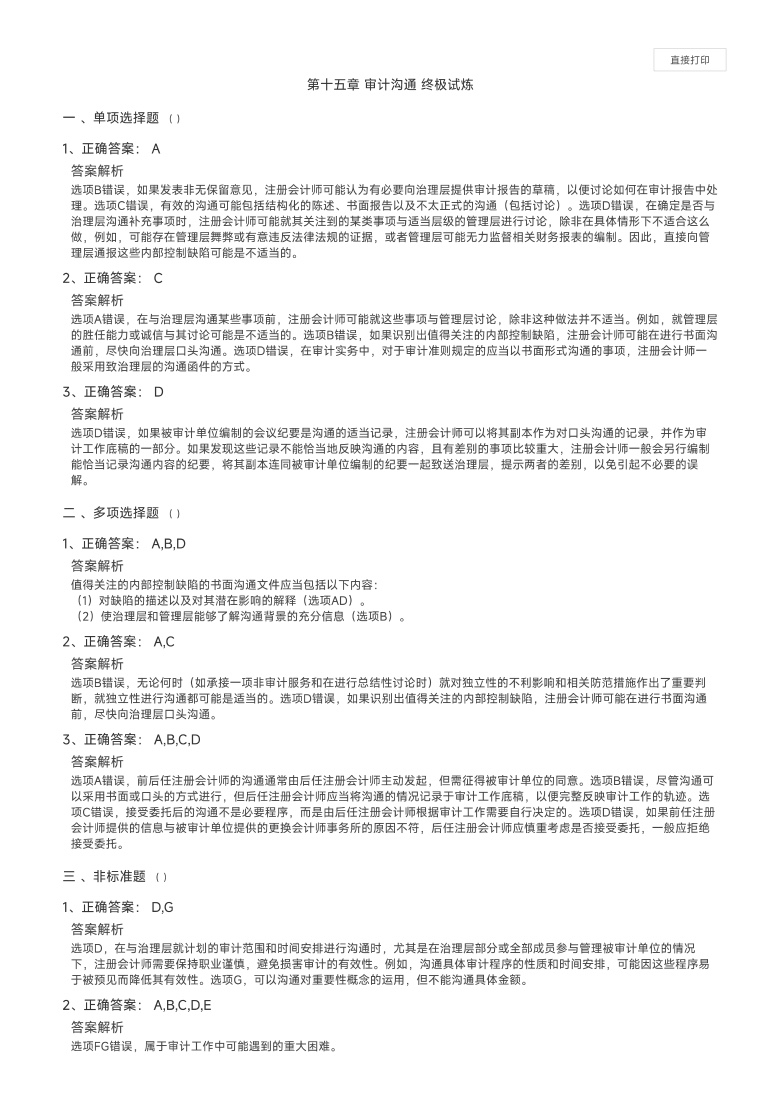 直接打印
第十五章 审计沟通 终极试炼
一 、单项选择题 （ ）
1、正确答案： A
答案解析
选项B错误，如果发表非无保留意见，注册会计师可能认为有必要向治理层提供审计报告的草稿，以便讨论如何在审计报告中处
理。选项C错误，有效的沟通可能包括结构化的陈述、书面报告以及不太正式的沟通（包括讨论）。选项D错误，在确定是否与
治理层沟通补充事项时，注册会计师可能就其关注到的某类事项与适当层级的管理层进行讨论，除非在具体情形下不适合这么
做，例如，可能存在管理层舞弊或有意违反法律法规的证据，或者管理层可能无力监督相关财务报表的编制。因此，直接向管
理层通报这些内部控制缺陷可能是不适当的。
2、正确答案： C
答案解析
选项A错误，在与治理层沟通某些事项前，注册会计师可能就这些事项与管理层讨论，除非这种做法并不适当。例如，就管理层
的胜任能力或诚信与其讨论可能是不适当的。选项B错误，如果识别出值得关注的内部控制缺陷，注册会计师可能在进行书面沟
通前，尽快向治理层口头沟通。选项D错误，在审计实务中，对于审计准则规定的应当以书面形式沟通的事项，注册会计师一
般采用致治理层的沟通函件的方式。
3、正确答案： D
答案解析
选项D错误，如果被审计单位编制的会议纪要是沟通的适当记录，注册会计师可以将其副本作为对口头沟通的记录，并作为审
计工作底稿的一部分。如果发现这些记录不能恰当地反映沟通的内容，且有差别的事项比较重大，注册会计师一般会另行编制
能恰当记录沟通内容的纪要，将其副本连同被审计单位编制的纪要一起致送治理层，提示两者的差别，以免引起不必要的误
解。
二 、多项选择题 （ ）
1、正确答案： A,B,D
答案解析
值得关注的内部控制缺陷的书面沟通文件应当包括以下内容：
（1）对缺陷的描述以及对其潜在影响的解释（选项AD）。
（2）使治理层和管理层能够了解沟通背景的充分信息（选项B）。
2、正确答案： A,C
答案解析
选项B错误，无论何时（如承接一项非审计服务和在进行总结性讨论时）就对独立性的不利影响和相关防范措施作出了重要判
断，就独立性进行沟通都可能是适当的。选项D错误，如果识别出值得关注的内部控制缺陷，注册会计师可能在进行书面沟通
前，尽快向治理层口头沟通。
3、正确答案： A,B,C,D
答案解析
选项A错误，前后任注册会计师的沟通通常由后任注册会计师主动发起，但需征得被审计单位的同意。选项B错误，尽管沟通可
以采用书面或口头的方式进行，但后任注册会计师应当将沟通的情况记录于审计工作底稿，以便完整反映审计工作的轨迹。选
项C错误，接受委托后的沟通不是必要程序，而是由后任注册会计师根据审计工作需要自行决定的。选项D错误，如果前任注册
会计师提供的信息与被审计单位提供的更换会计师事务所的原因不符，后任注册会计师应慎重考虑是否接受委托，一般应拒绝
接受委托。
三 、非标准题 （ ）
1、正确答案： D,G
答案解析
选项D，在与治理层就计划的审计范围和时间安排进行沟通时，尤其是在治理层部分或全部成员参与管理被审计单位的情况
下，注册会计师需要保持职业谨慎，避免损害审计的有效性。例如，沟通具体审计程序的性质和时间安排，可能因这些程序易
于被预见而降低其有效性。选项G，可以沟通对重要性概念的运用，但不能沟通具体金额。
2、正确答案： A,B,C,D,E
答案解析
选项FG错误，属于审计工作中可能遇到的重大困难。